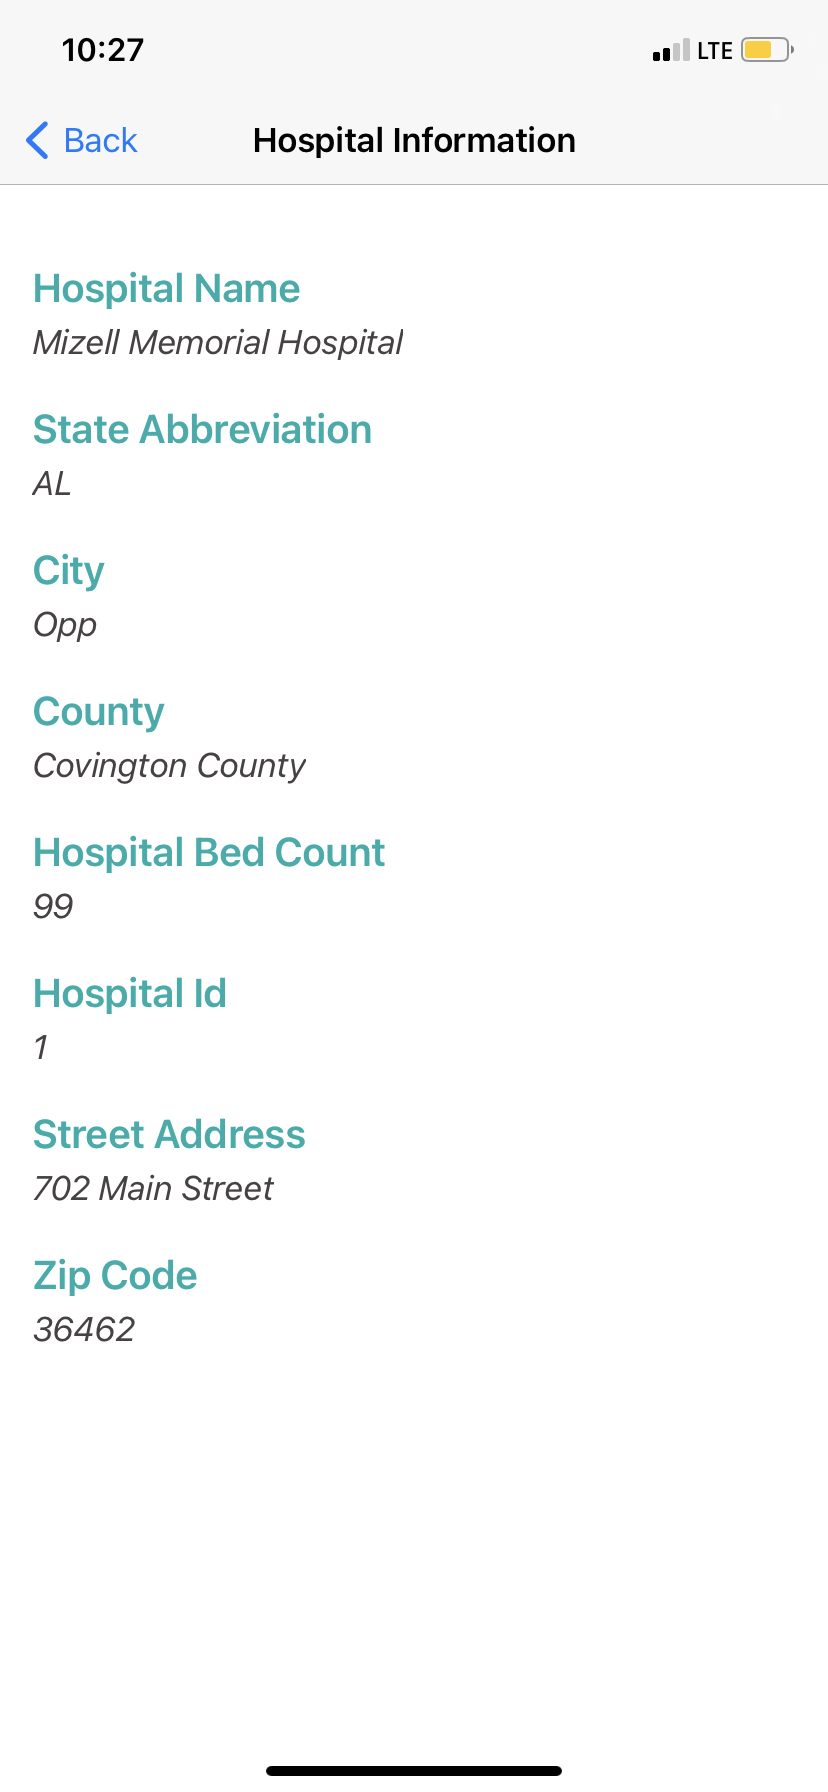 10:27
LTE
Back
Hospital Information
Hospital Name
Mizell Memorial Hospital
State Abbreviation
AL
City
Opp
County
Covington County
Hospital Bed Count
99
Hospital Id
1
Street Address
702 Main Street
Zip Code
36462